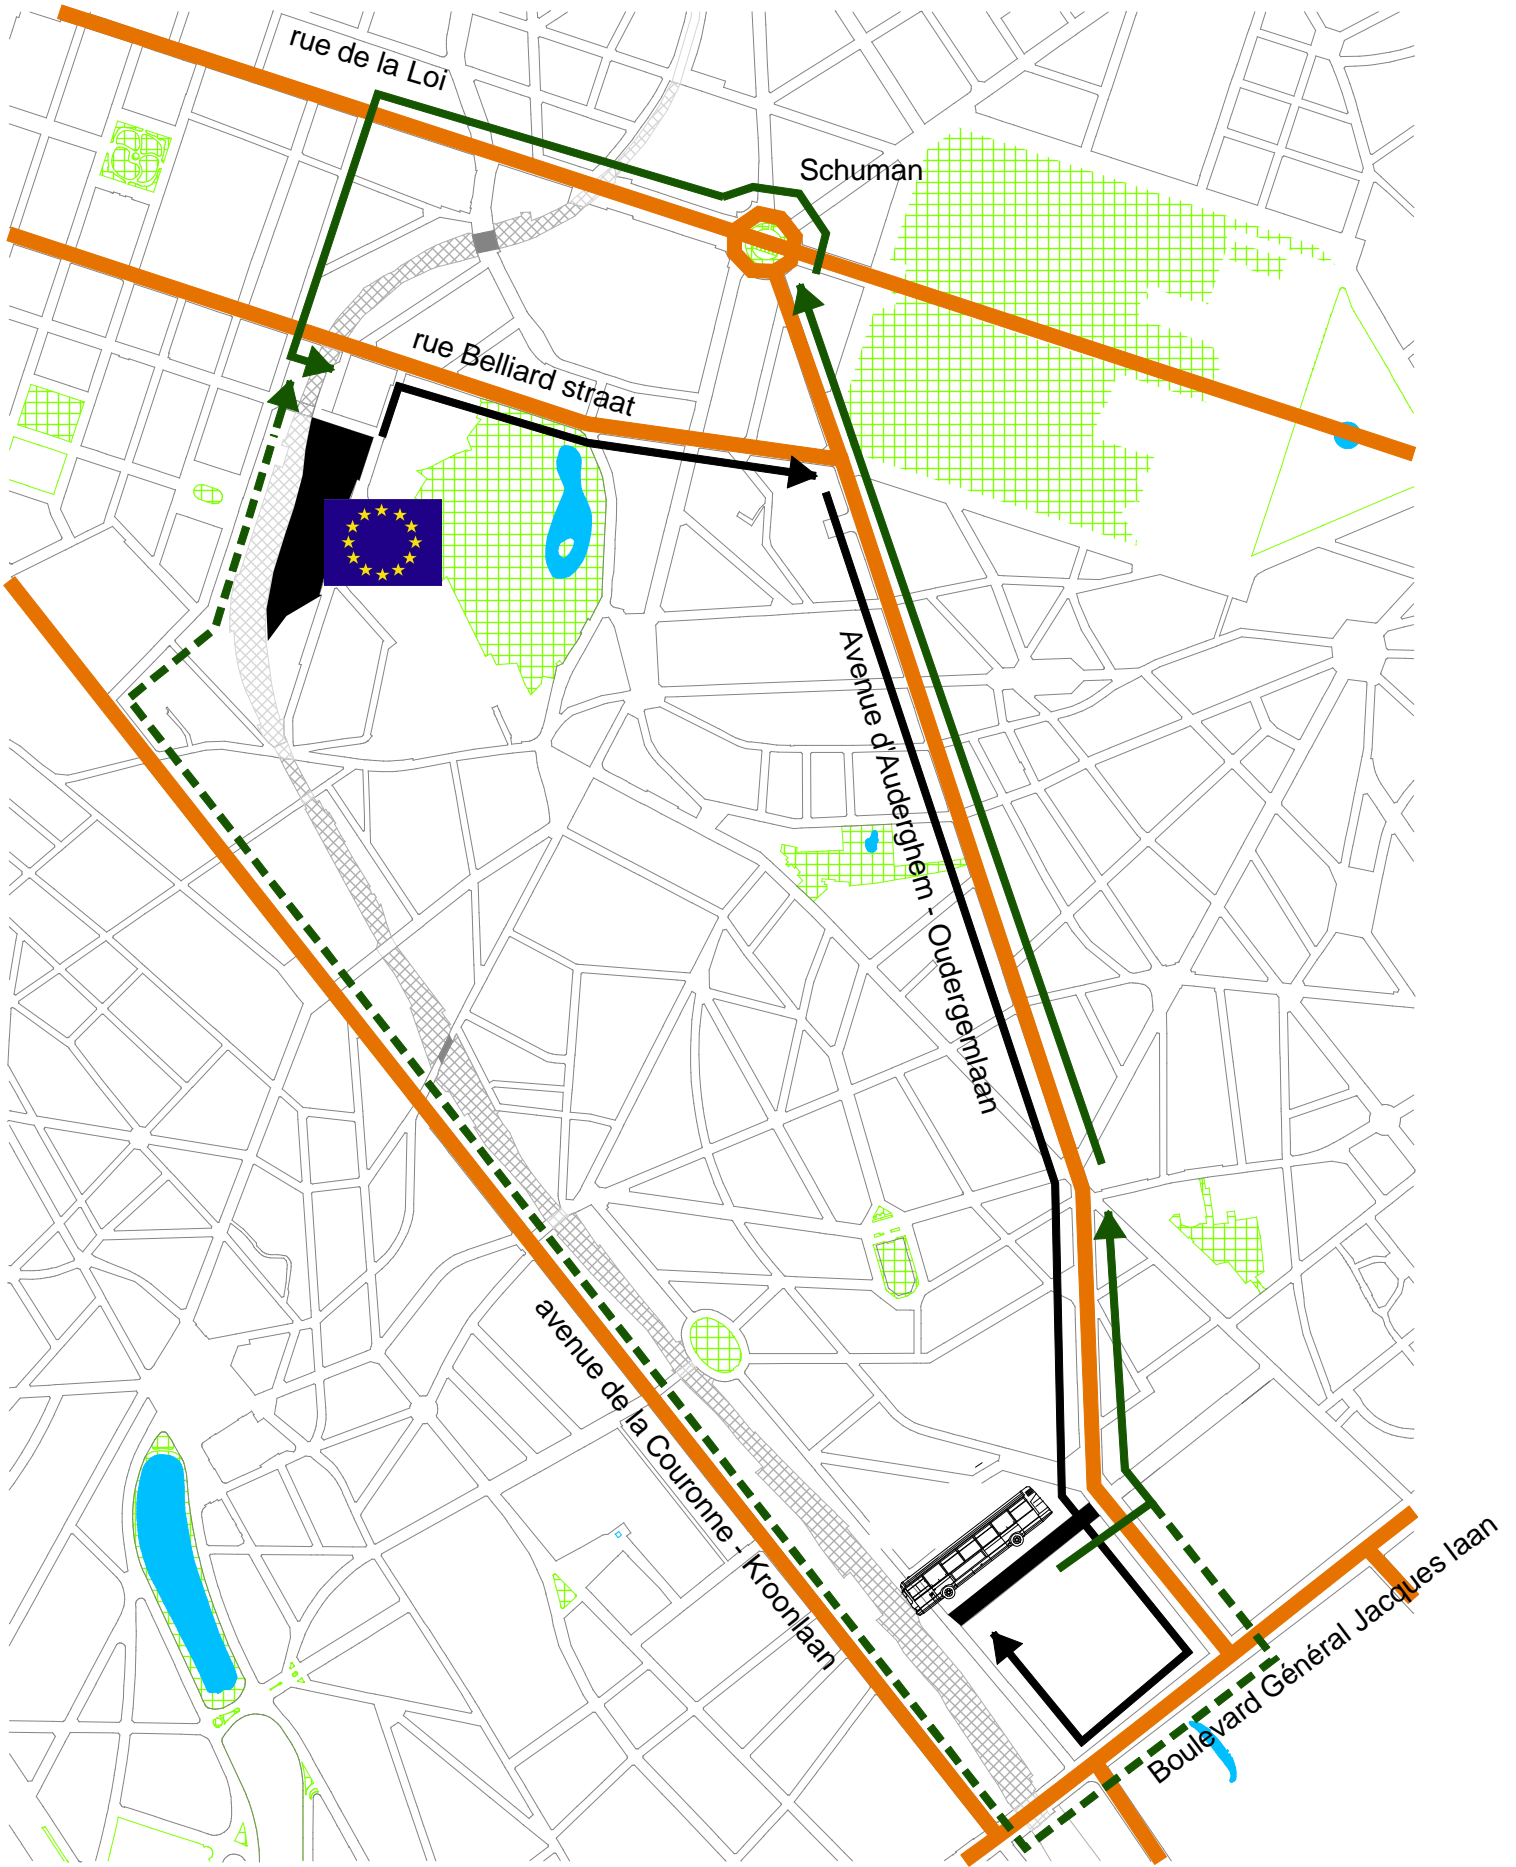 rue de la Loi
Schuman
rue Belliard straat
Avenue d'Auderghem - Oudergemlaan
avenue de la Couronne - Kroonlaan
Boulevard Général Jacques laan